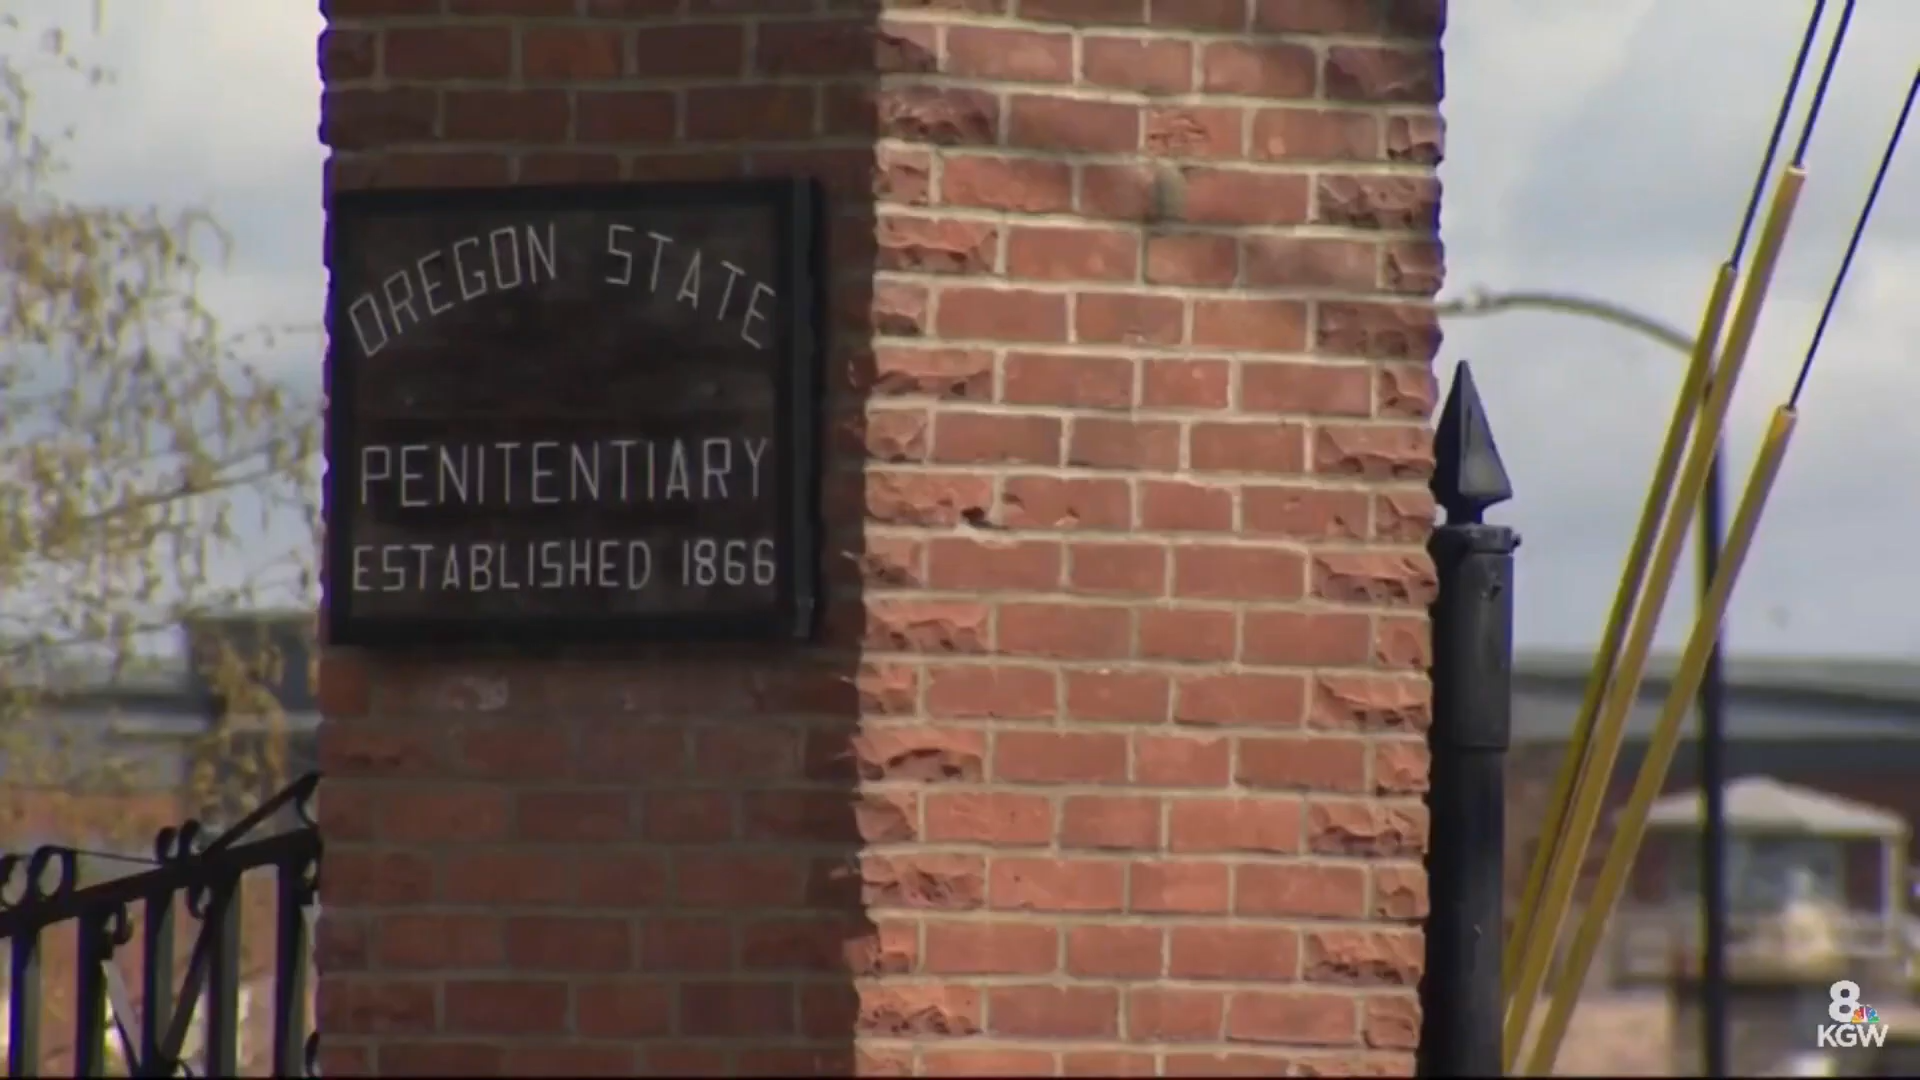 OREGON STATE
PENITENTIARY
ESTABLISHED 1866
8
KGW